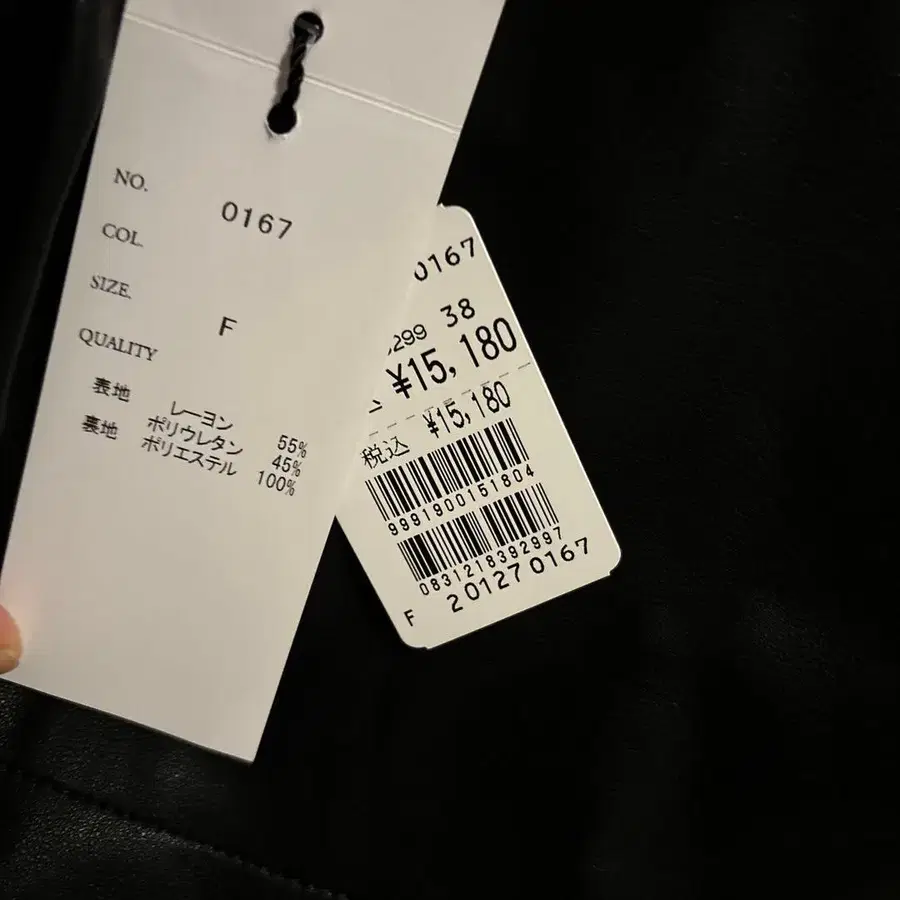 NO. 0167
COL.
SIZE. F
QUALITY
表地 レーヨン 55%
ポリウレタン 45%
裏地 ポリエステル 100%
0167
299 38
¥15,180
¥15,180
税込
9991900151804
0831218392997
F 20127 0167